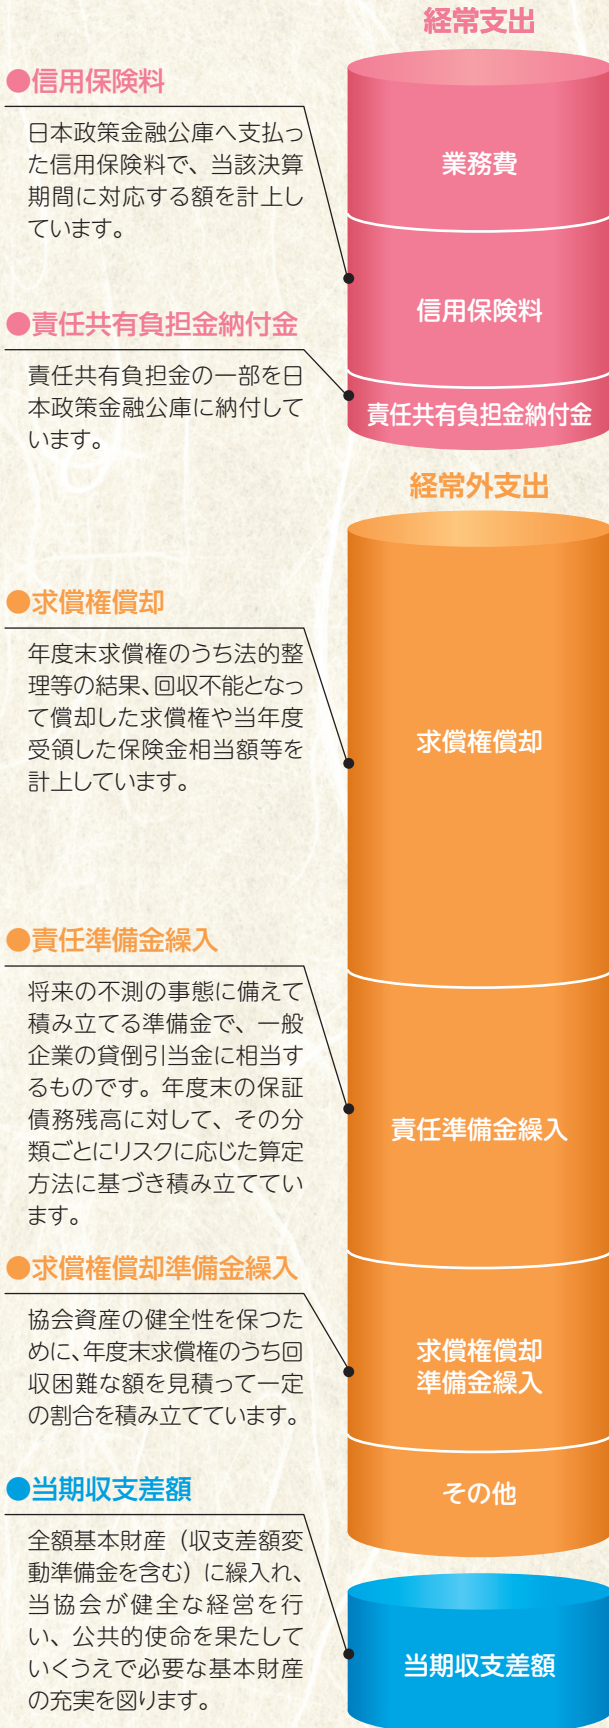 経常支出
●信用保険料
日本政策金融公庫へ支払っ
た信用保険料で、当該決算
期間に対応する額を計上し
ています。
業務費
信用保険料
●責任共有負担金納付金
責任共有負担金の一部を日
本政策金融公庫に納付して
います。
責任共有負担金納付金
経常外支出
●求償権償却
年度末求償権のうち法的整
理等の結果、回収不能となっ
て償却した求償権や当年度
受領した保険金相当額等を
計上しています。
求償権償却
●責任準備金繰入
将来の不測の事態に備えて
積み立てる準備金で、一般
企業の貸倒引当金に相当す
るものです。年度末の保証
債務残高に対して、その分
類ごとにリスクに応じた算定
方法に基づき積み立ててい
ます。
責任準備金繰入
●求償権償却準備金繰入
協会資産の健全性を保つた
めに、年度末求償権のうち回
収困難な額を見積って一定
の割合を積み立てています。
求償権償却
準備金繰入
その他
●当期収支差額
全額基本財産（収支差額変
動準備金を含む）に繰入れ、
当協会が健全な経営を行
い、公共的使命を果たして
いくうえで必要な基本財産
の充実を図ります。
当期収支差額